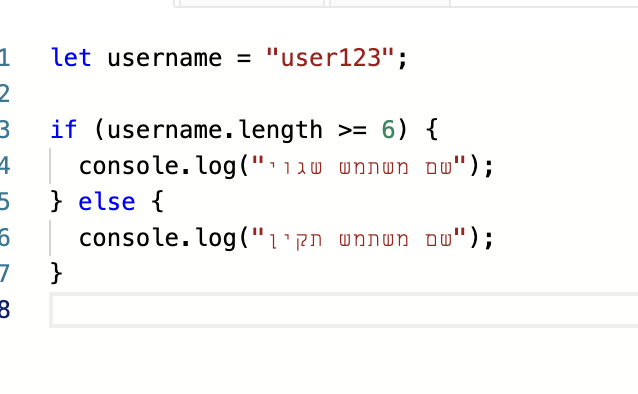 1 let username = "user123";
2
3 if (username.length >= 6) {
4   console.log("שם משתמש שגוי");
5 } else {
6   console.log("שם משתמש תקין");
7 }
8